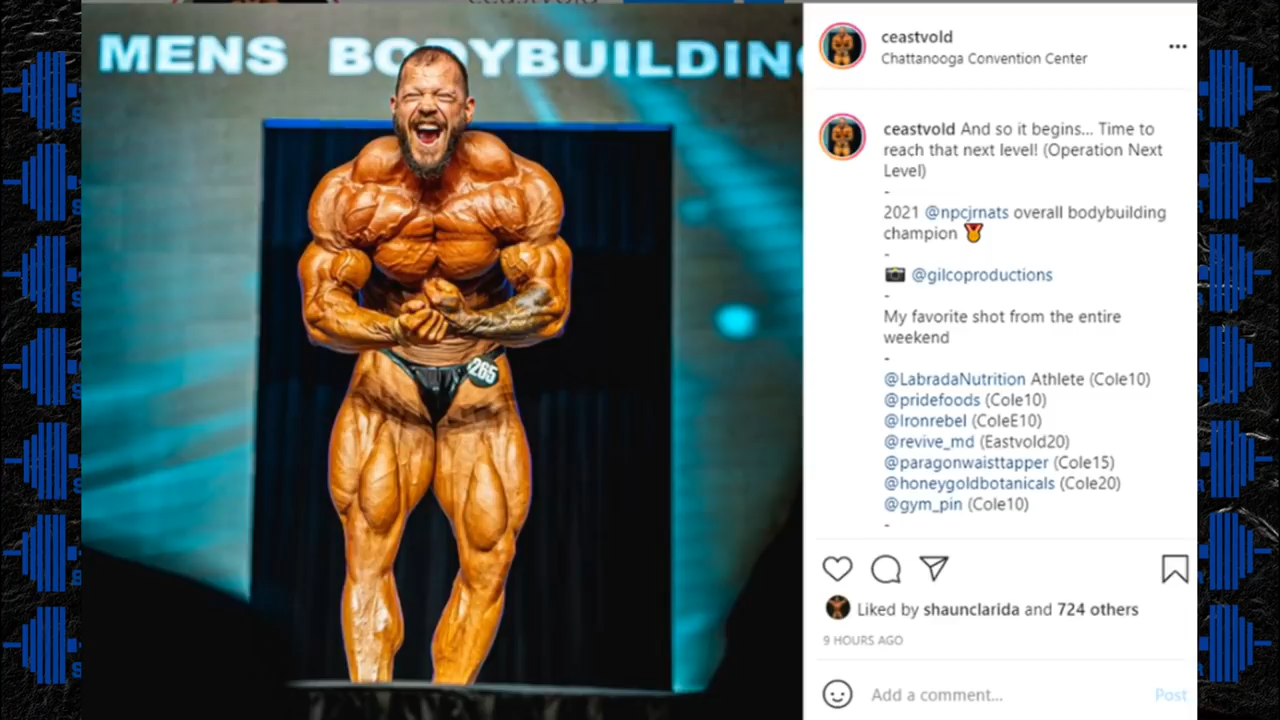 MENS BODYBUILDING
265
ceastvold
Chattanooga Convention Center
ceastvold And so it begins... Time to
reach that next level! (Operation Next
Level)
-
2021 @npcjrnats overall bodybuilding
champion 🏅
-
📷 @gilcoproductions
-
My favorite shot from the entire
weekend
-
@LabradaNutrition Athlete (Cole10)
@pridefoods (Cole10)
@Ironrebel (ColeE10)
@revive_md (Eastvold20)
@paragonwaisttapper (Cole15)
@honeygoldbotanicals (Cole20)
@gym_pin (Cole10)
-
Liked by shaunclarida and 724 others
9 HOURS AGO
Add a comment...
Post